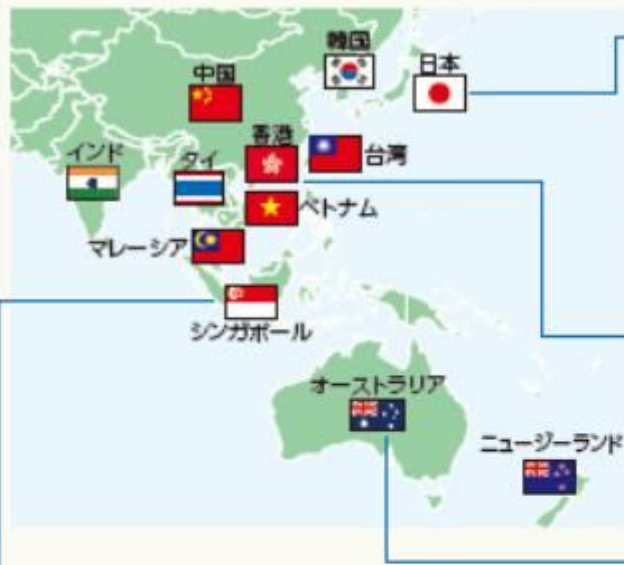 韓国
日本
中国
香港
台湾
インド
タイ
ベトナム
マレーシア
シンガポール
オーストラリア
ニュージーランド